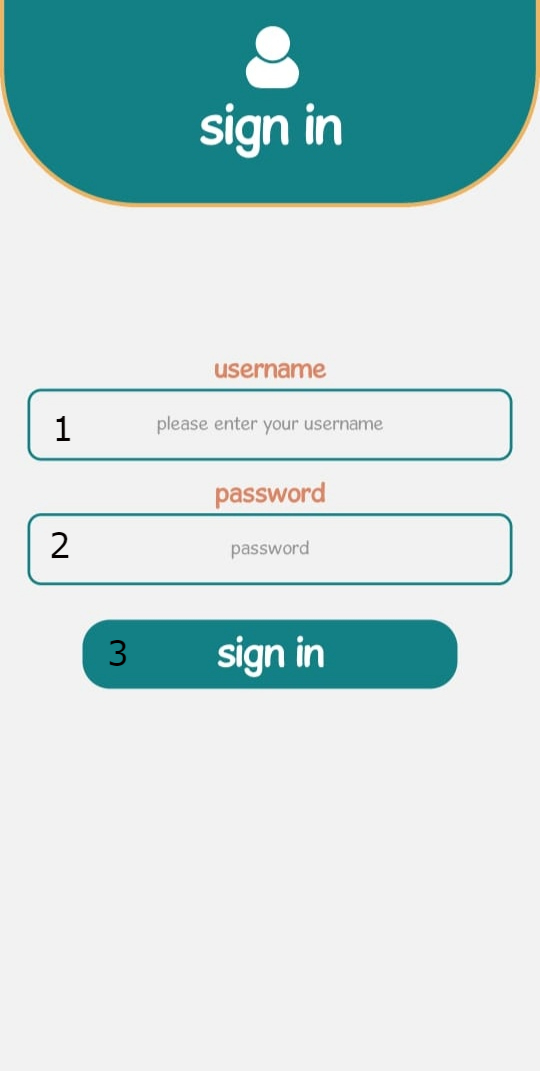 sign in
username
1 please enter your username
password
2 password
3 sign in